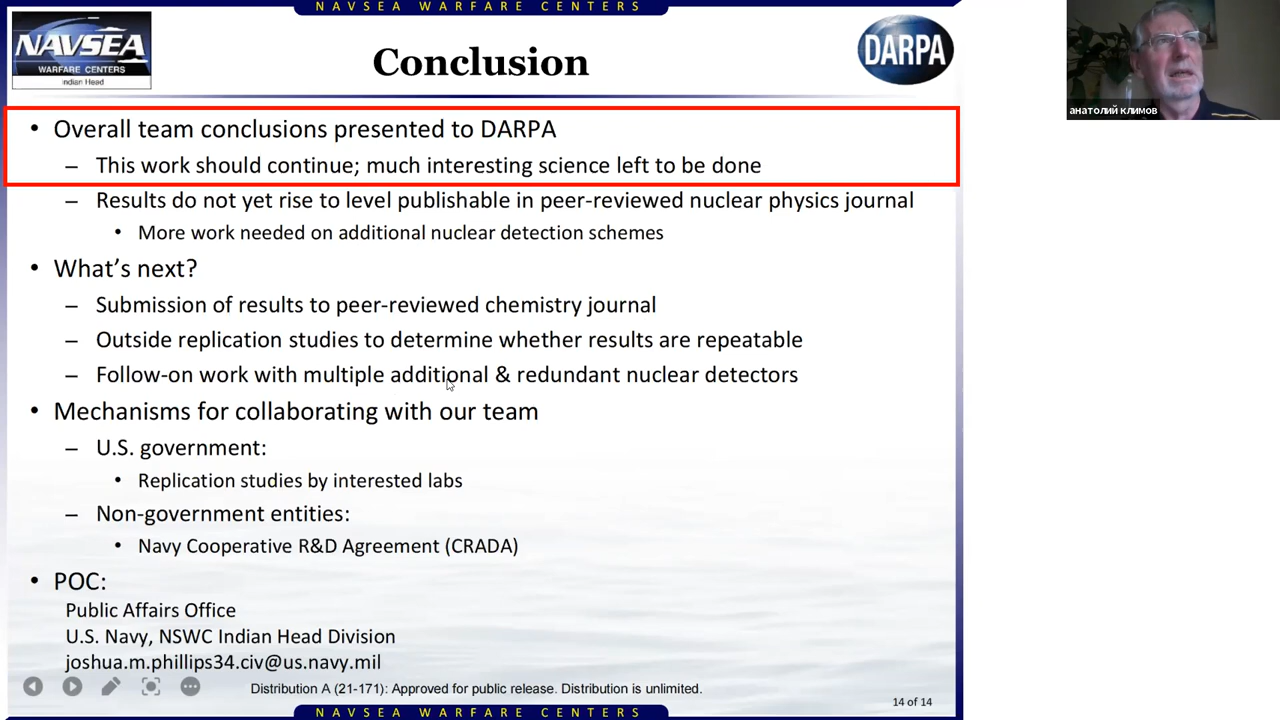 NAVSEA WARFARE CENTERS
NAVSEA
WARFARE CENTERS
Indian Head
Conclusion
DARPA
анатолий климов
• Overall team conclusions presented to DARPA
– This work should continue; much interesting science left to be done
– Results do not yet rise to level publishable in peer-reviewed nuclear physics journal
• More work needed on additional nuclear detection schemes
• What’s next?
– Submission of results to peer-reviewed chemistry journal
– Outside replication studies to determine whether results are repeatable
– Follow-on work with multiple additional & redundant nuclear detectors
• Mechanisms for collaborating with our team
– U.S. government:
• Replication studies by interested labs
– Non-government entities:
• Navy Cooperative R&D Agreement (CRADA)
• POC:
Public Affairs Office
U.S. Navy, NSWC Indian Head Division
joshua.m.phillips34.civ@us.navy.mil
Distribution A (21-171): Approved for public release. Distribution is unlimited.
14 of 14
NAVSEA WARFARE CENTERS